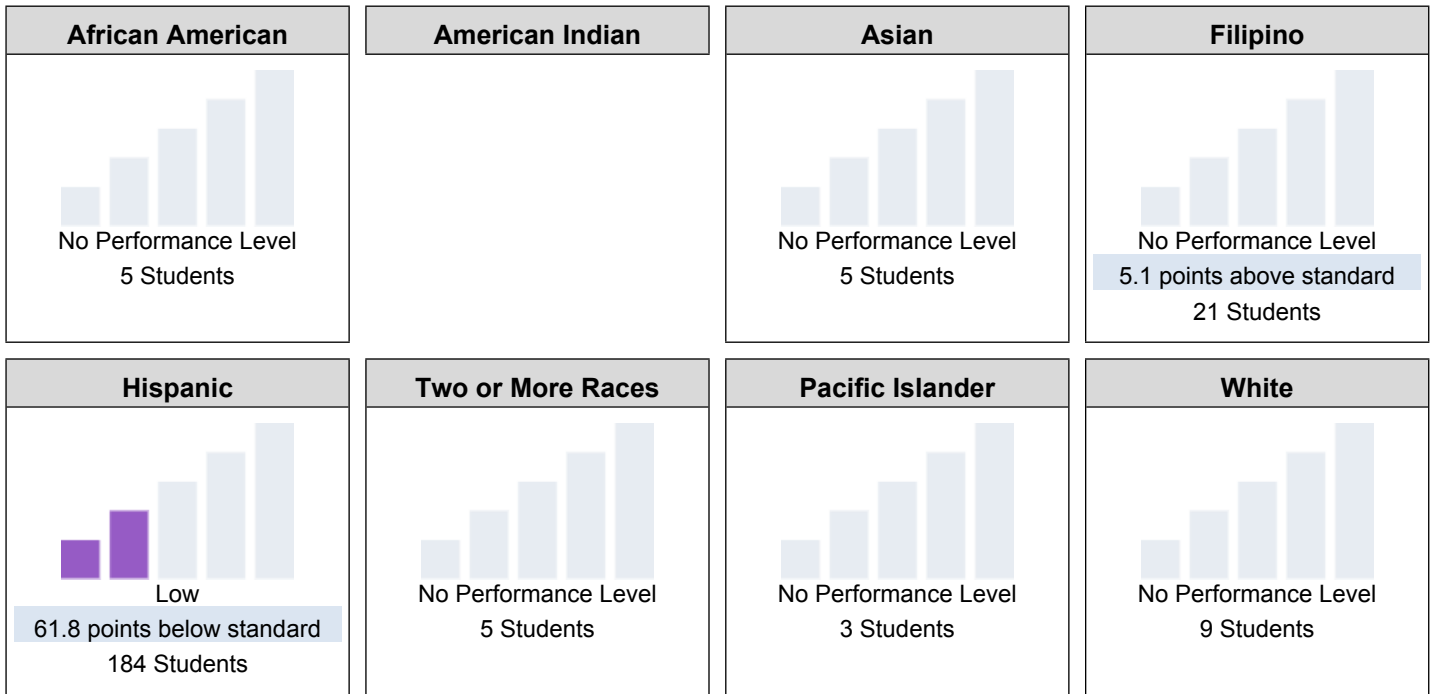 African American
No Performance Level
5 Students
American Indian
Asian
No Performance Level
5 Students
Filipino
No Performance Level
5.1 points above standard
21 Students
Hispanic
Low
61.8 points below standard
184 Students
Two or More Races
No Performance Level
5 Students
Pacific Islander
No Performance Level
3 Students
White
No Performance Level
9 Students